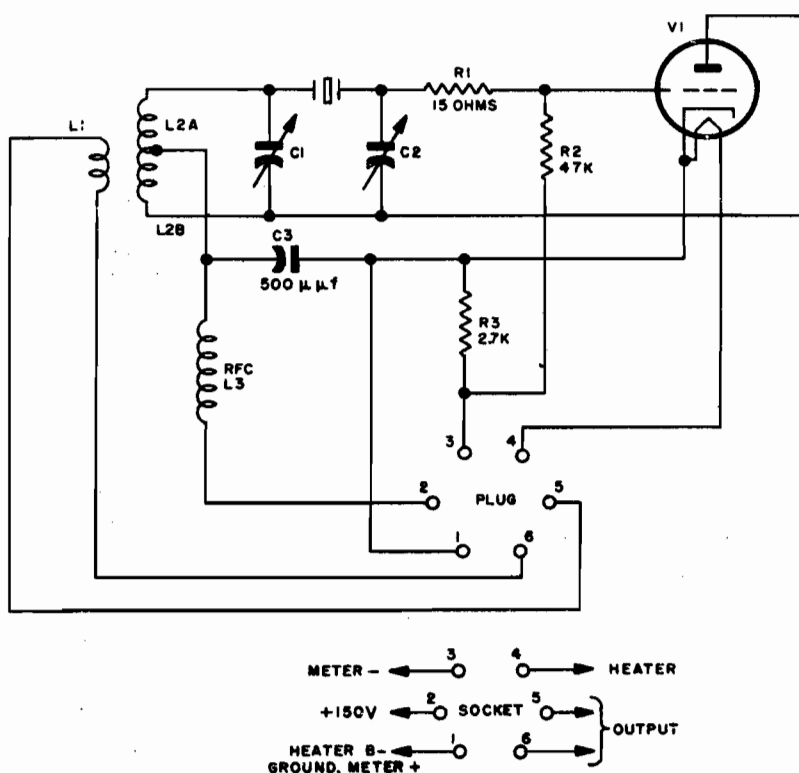 V1
R1
15 OHMS
L1
L2A
C1
C2
R2
47K
L2B
C3
500 μμf
R3
2.7K
RFC
L3
3
4
2
PLUG
5
1
6
3
4
METER -
HEATER
2
5
+150V
SOCKET
OUTPUT
1
6
HEATER B-
GROUND, METER +